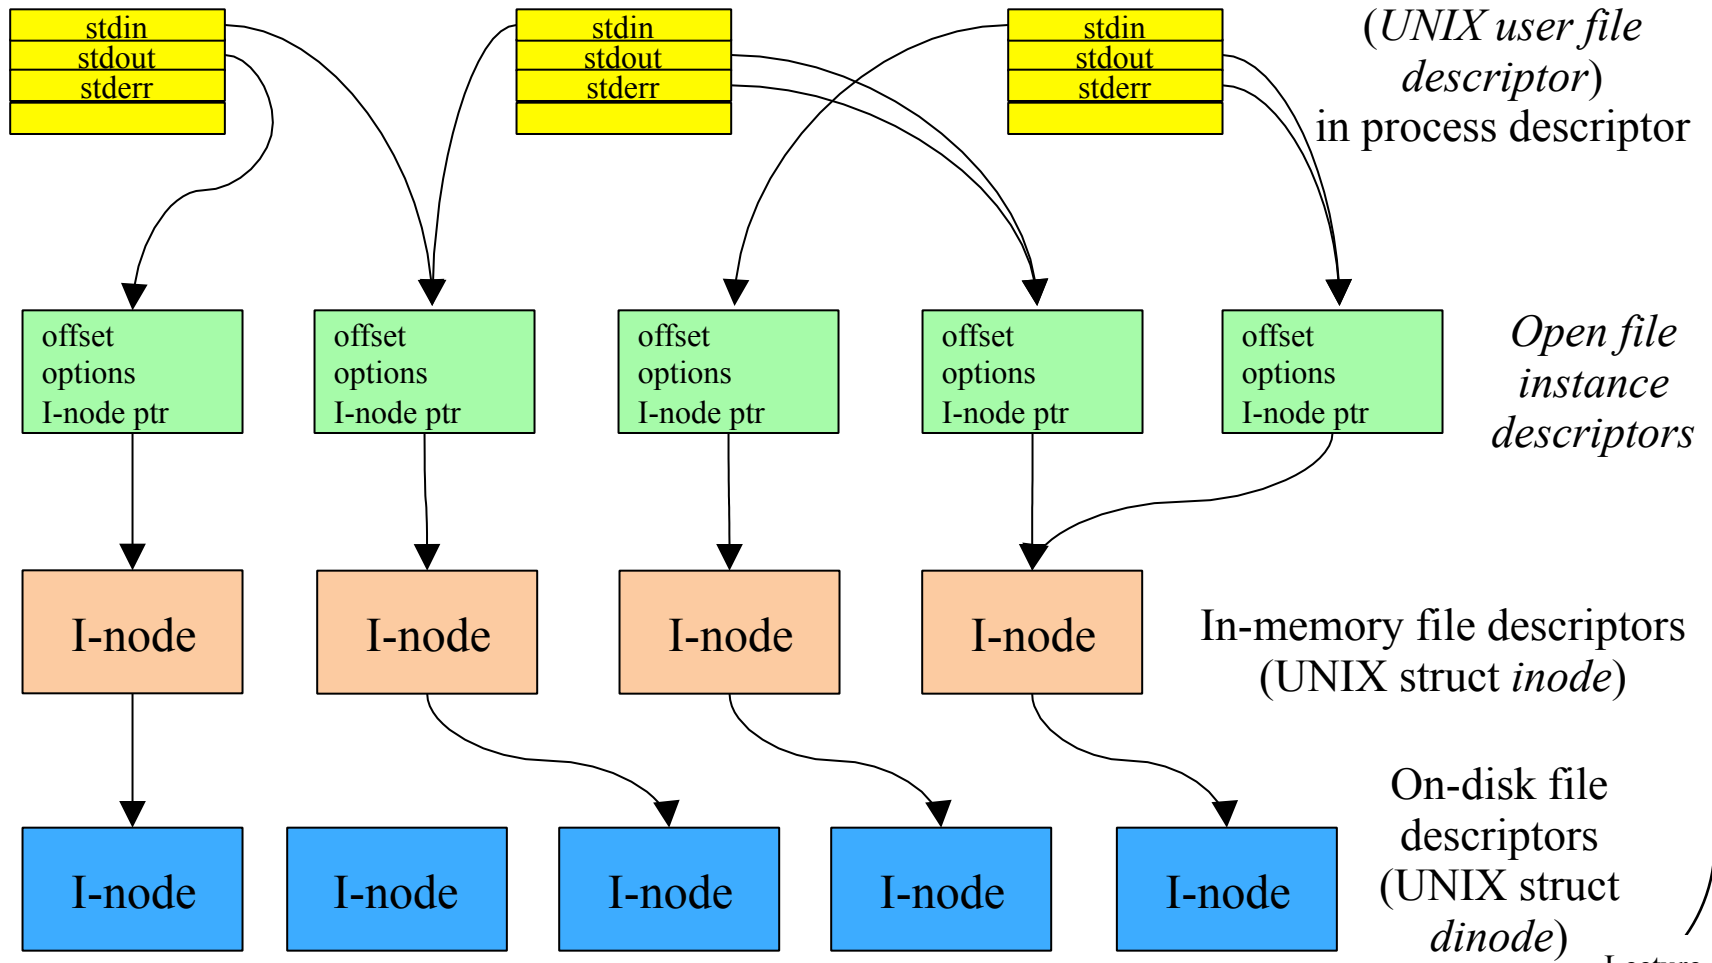 stdin
stdout
stderr
stdin
stdout
stderr
stdin
stdout
stderr
(UNIX user file
descriptor)
in process descriptor
offset
options
I-node ptr
offset
options
I-node ptr
offset
options
I-node ptr
offset
options
I-node ptr
offset
options
I-node ptr
Open file
instance
descriptors
I-node
I-node
I-node
I-node
In-memory file descriptors
(UNIX struct inode)
I-node
I-node
I-node
I-node
I-node
On-disk file
descriptors
(UNIX struct
dinode)